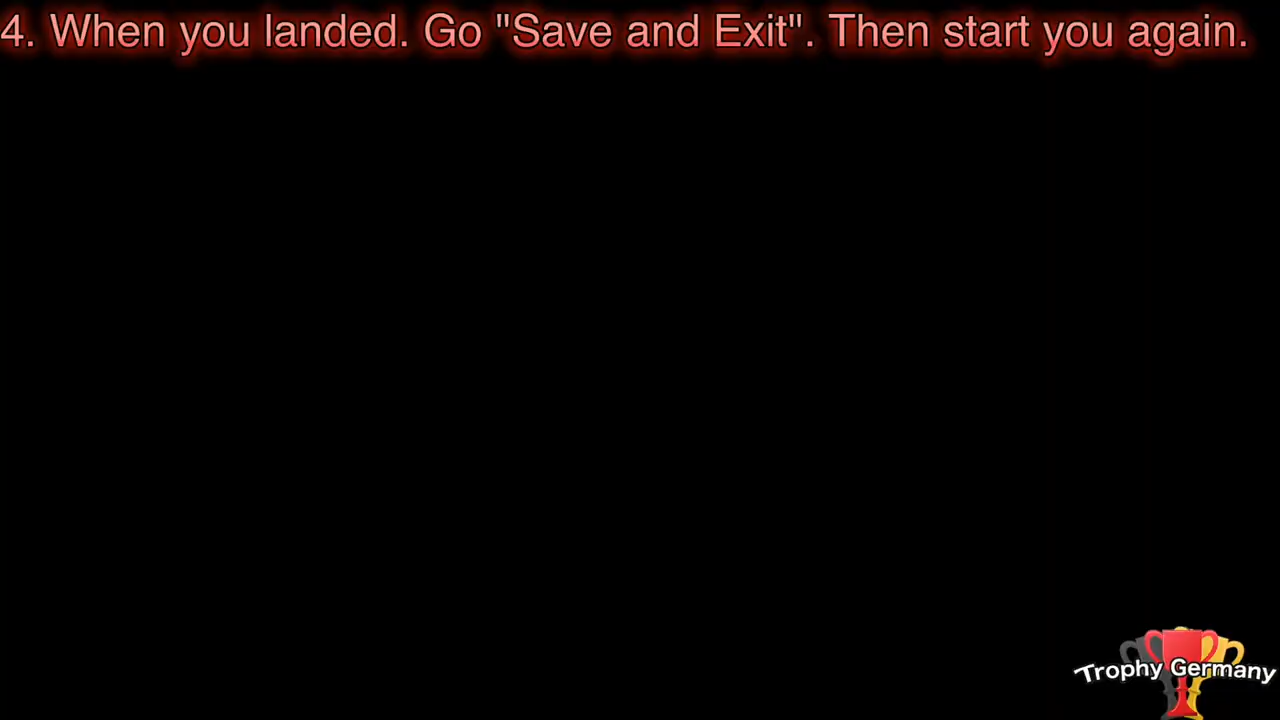 4. When you landed. Go "Save and Exit". Then start you again.
Trophy Germany